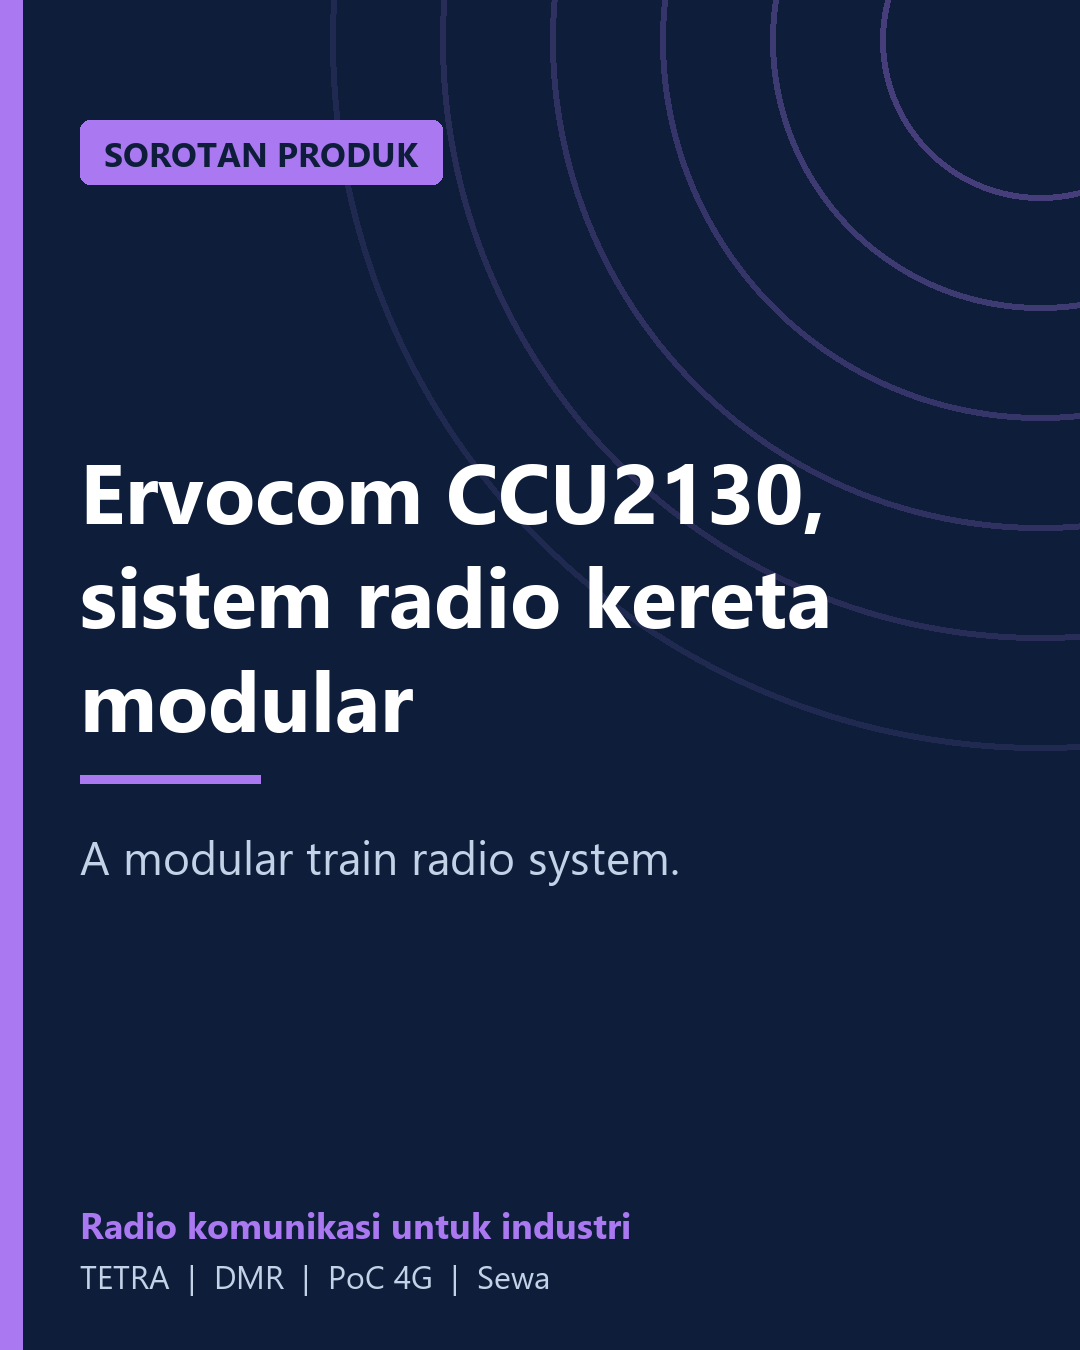 SOROTAN PRODUK
Ervocom CCU2130,
sistem radio kereta
modular
A modular train radio system.
Radio komunikasi untuk industri
TETRA | DMR | PoC 4G | Sewa